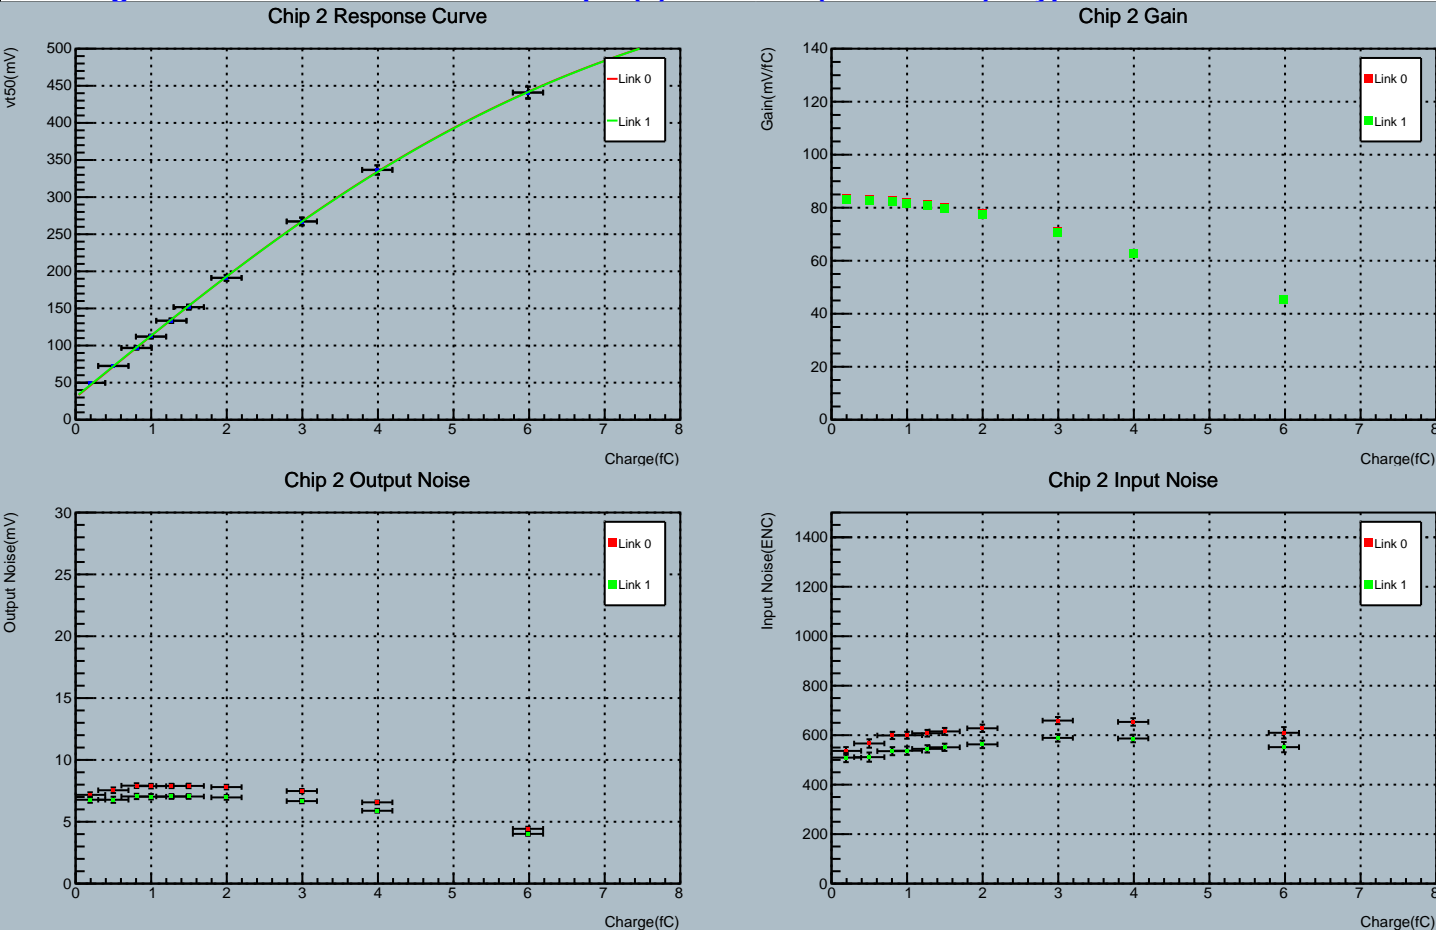 Chip 2 Response Curve
vt50(mV)
500
450
400
350
300
250
200
150
100
50
0
0 1 2 3 4 5 6 7 8
Charge(fC)
Link 0
Link 1
Chip 2 Gain
Gain(mV/fC)
140
120
100
80
60
40
20
0
0 1 2 3 4 5 6 7 8
Charge(fC)
Link 0
Link 1
Chip 2 Output Noise
Output Noise(mV)
30
25
20
15
10
5
0
0 1 2 3 4 5 6 7 8
Charge(fC)
Link 0
Link 1
Chip 2 Input Noise
Input Noise(ENC)
1400
1200
1000
800
600
400
200
0
0 1 2 3 4 5 6 7 8
Charge(fC)
Link 0
Link 1